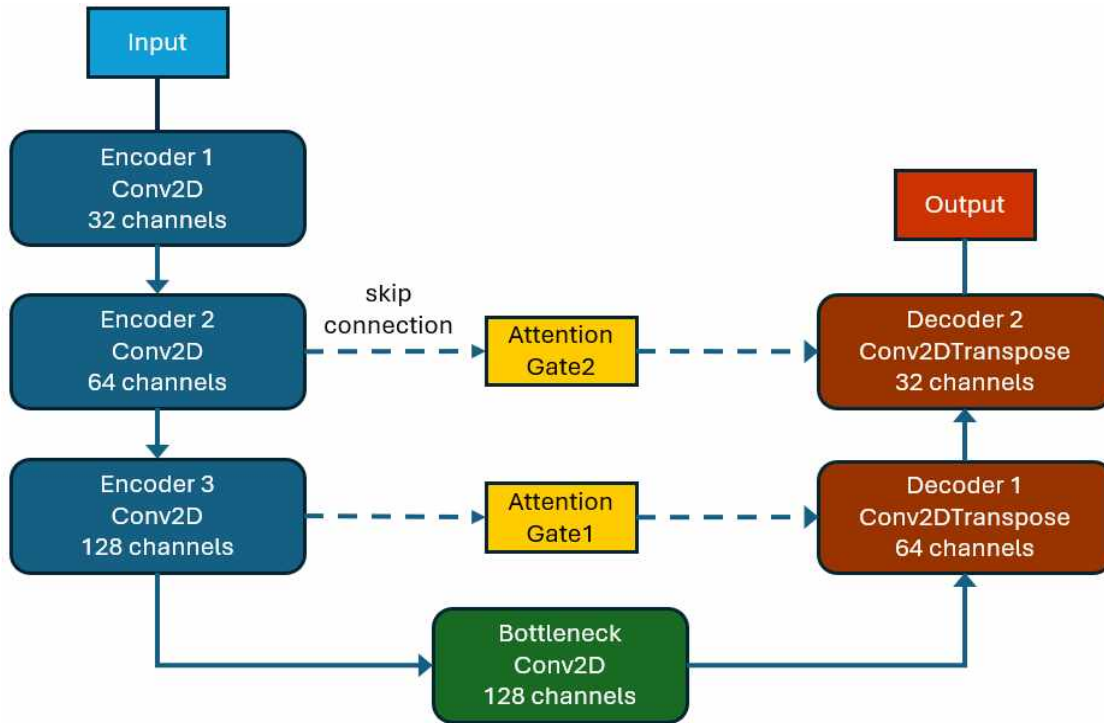 Input
Encoder 1
Conv2D
32 channels
Output
Encoder 2
Conv2D
64 channels
skip
connection
Attention
Gate2
Decoder 2
Conv2DTranspose
32 channels
Encoder 3
Conv2D
128 channels
Attention
Gate1
Decoder 1
Conv2DTranspose
64 channels
Bottleneck
Conv2D
128 channels